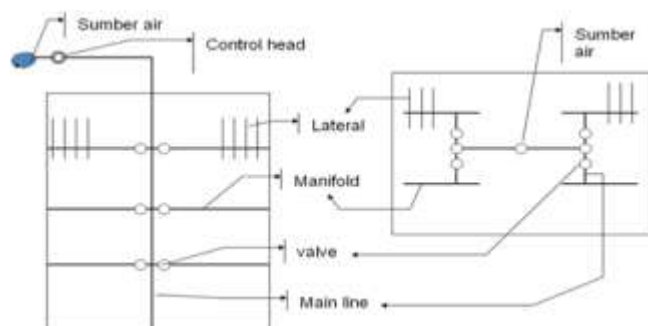 Sumber air
Control head
Sumber
air
Lateral
Manifold
valve
Main line